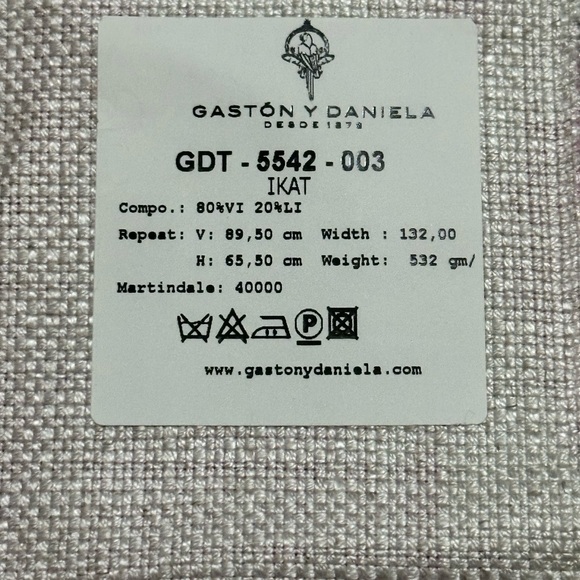 GASTÓN Y DANIELA
DESDE 1879
GDT - 5542 - 003
IKAT
Compo.: 80%VI 20%LI
Repeat: V: 89,50 cm Width : 132,00
H: 65,50 cm Weight: 532 gm/
Martindale: 40000
P
www.gastonydaniela.com